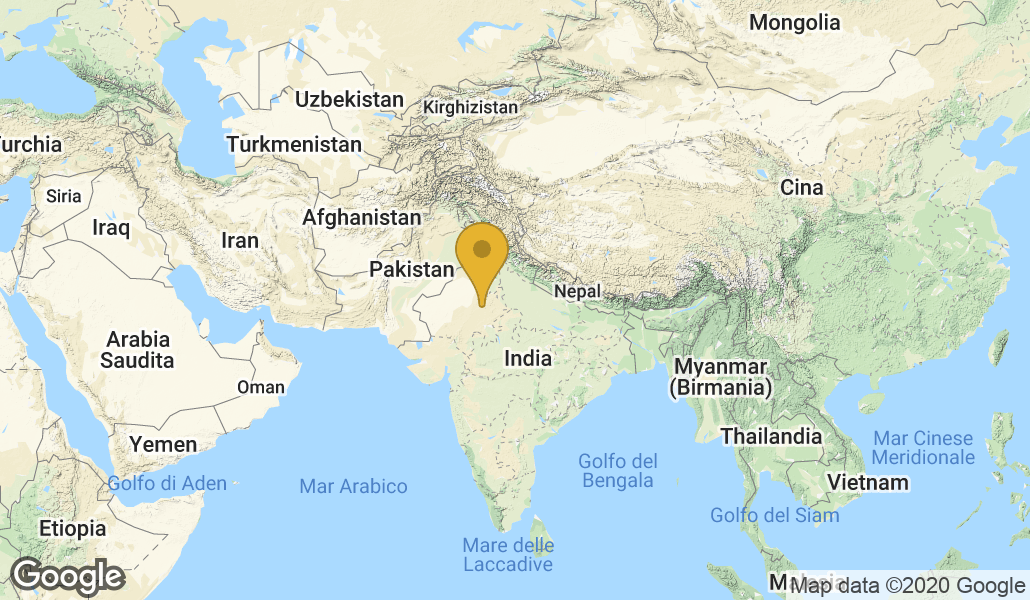 Mongolia
Uzbekistan
Kirghizistan
Turkmenistan
urchia
Cina
Siria
Afghanistan
Iraq
Iran
Pakistan
Nepal
Arabia
Saudita
India
Myanmar
(Birmania)
Oman
Thailandia
Yemen
Mar Cinese
Meridionale
Golfo del
Bengala
Golfo di Aden
Mar Arabico
Vietnam
Golfo del Siam
Etiopia
Mare delle
Laccadive
Google
Malesia
Map data ©2020 Google